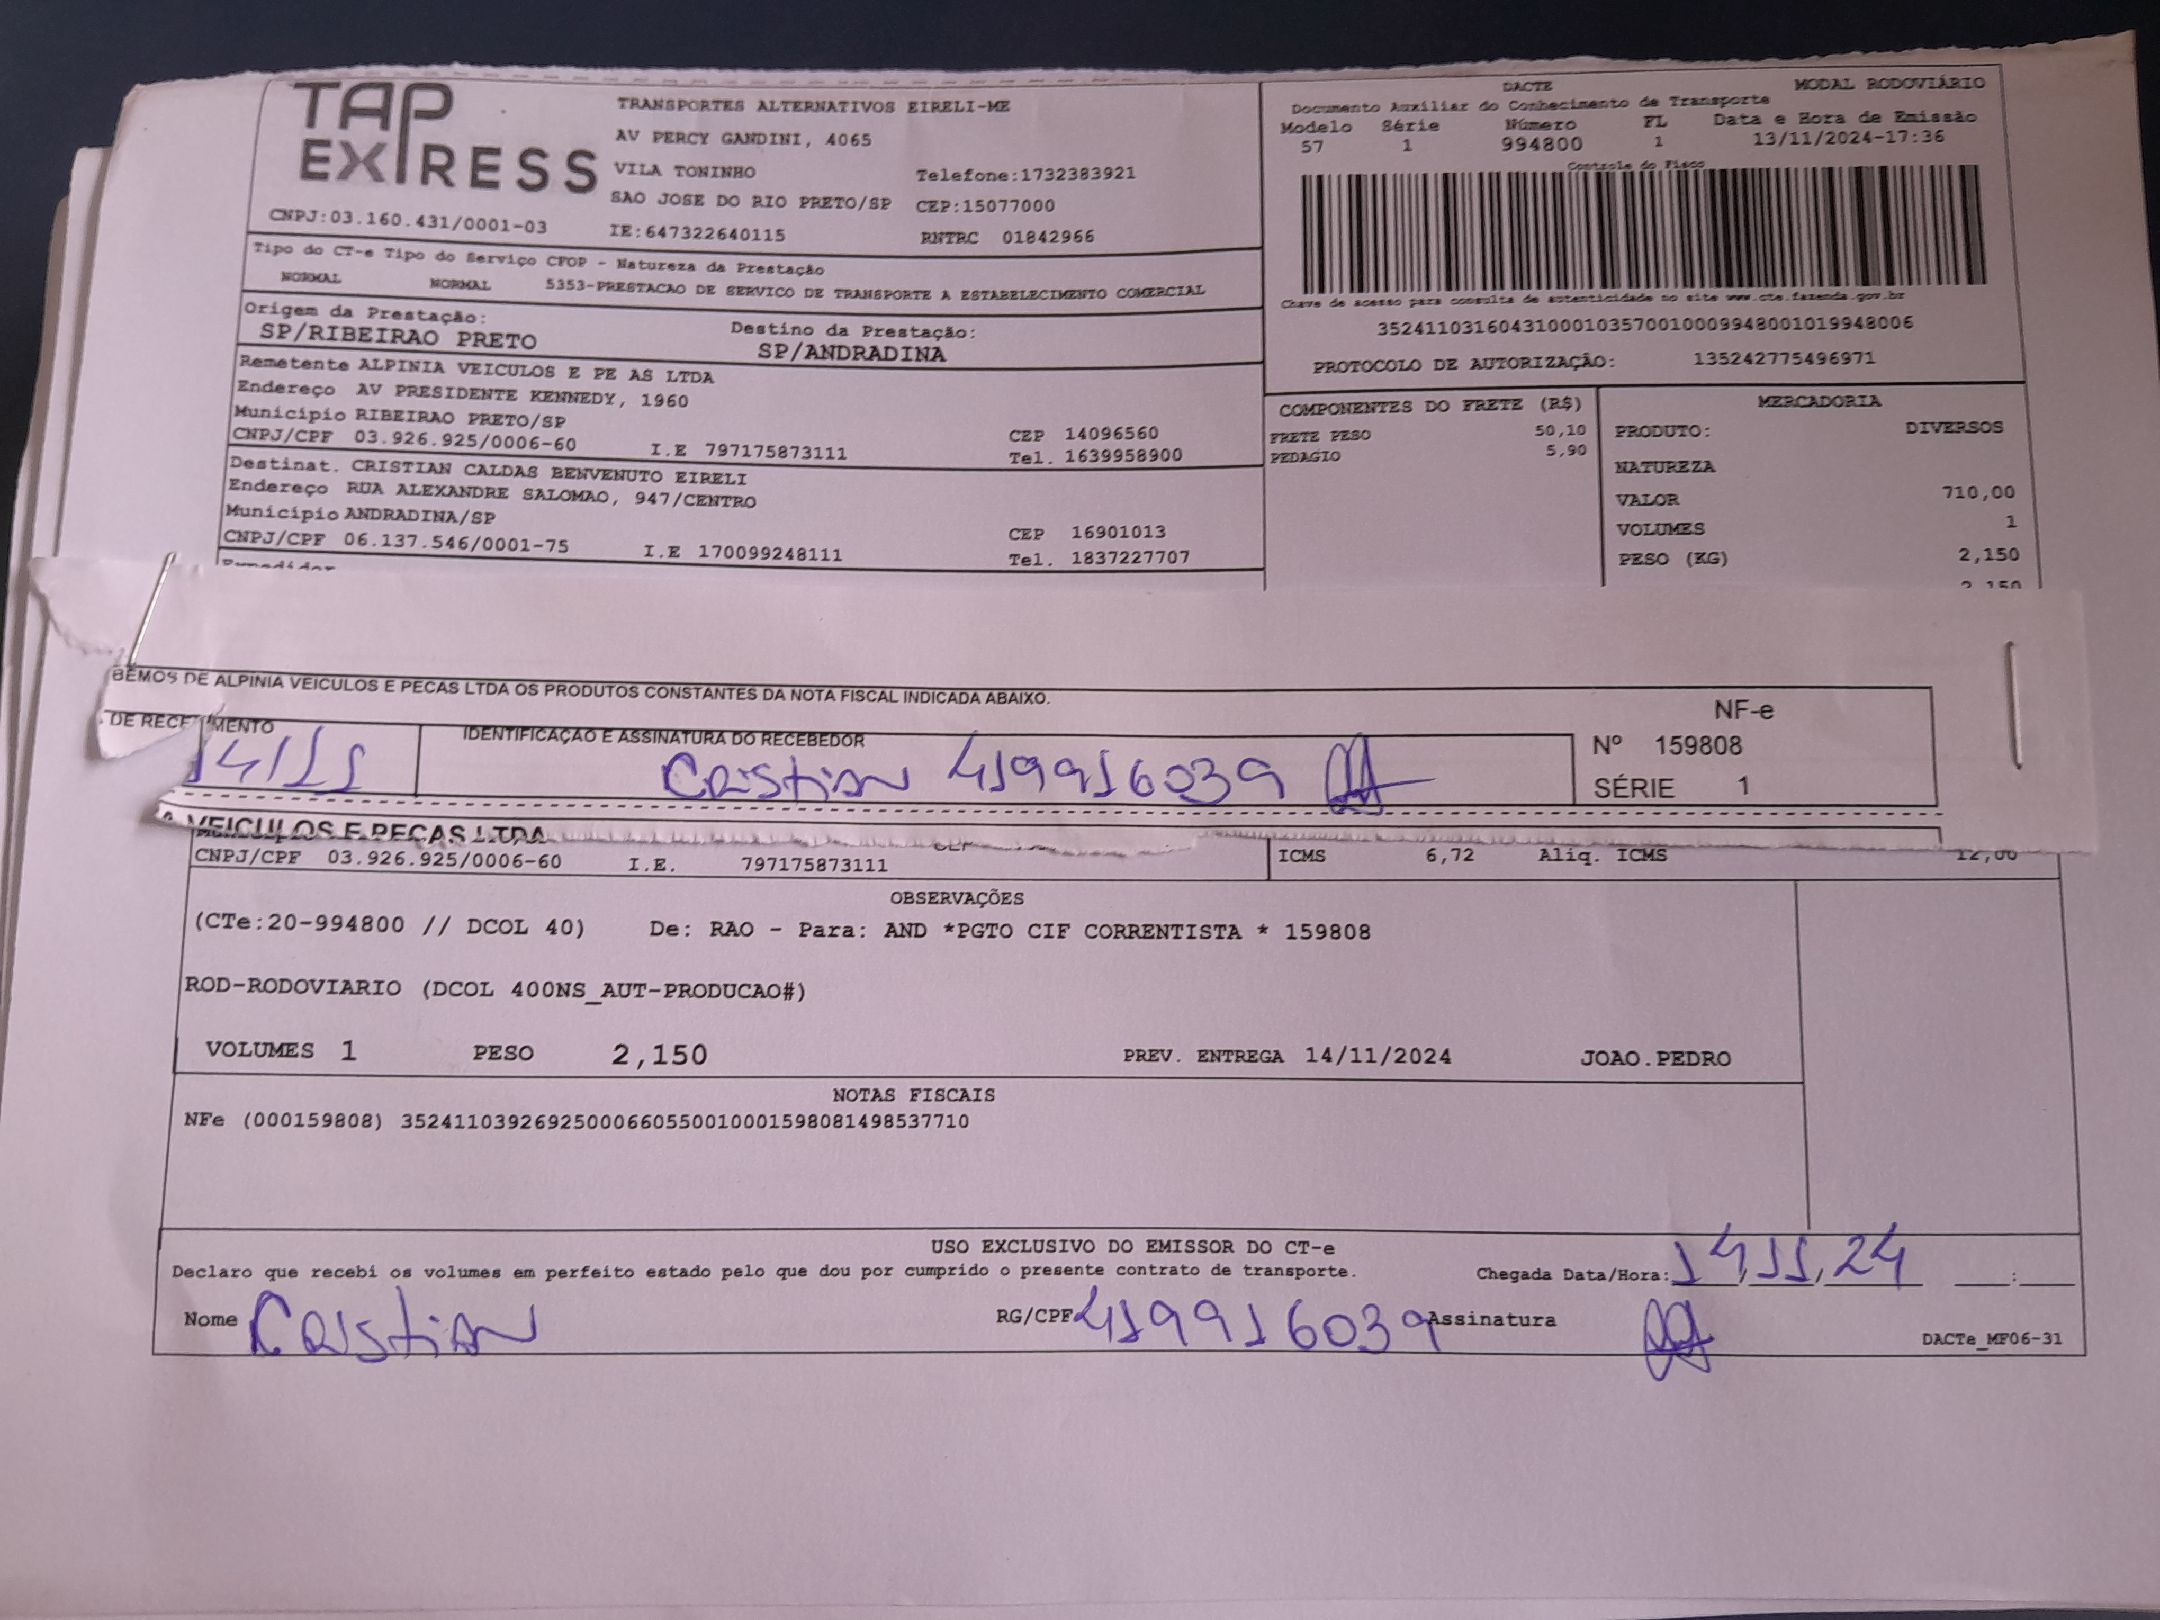 TAP EXPRESS
TRANSPORTES ALTERNATIVOS EIRELI-ME
AV PERCY GANDINI, 4065
VILA TONINHO Telefone:1732383921
SAO JOSE DO RIO PRETO/SP CEP:15077000
CNPJ:03.160.431/0001-03 IE:647322640115 RNTRC 01842966
DACTE MODAL RODOVIÁRIO
Documento Auxiliar do Conhecimento de Transporte
Modelo Série Número FL Data e Hora de Emissão
57 1 994800 1 13/11/2024-17:36
Controle do Fisco
Chave de acesso para consulta de autenticidade no site www.cte.fazenda.gov.br
35241103160431000103570010009948001019948006
PROTOCOLO DE AUTORIZAÇÃO: 135242775496971
Tipo do CT-e Tipo do Serviço CFOP - Natureza da Prestação
NORMAL NORMAL 5353-PRESTACAO DE SERVICO DE TRANSPORTE A ESTABELECIMENTO COMERCIAL
Origem da Prestação: Destino da Prestação:
SP/RIBEIRAO PRETO SP/ANDRADINA
Remetente ALPINIA VEICULOS E PE AS LTDA
Endereço AV PRESIDENTE KENNEDY, 1960
Município RIBEIRAO PRETO/SP CEP 14096560
CNPJ/CPF 03.926.925/0006-60 I.E 797175873111 Tel. 1639958900
Destinat. CRISTIAN CALDAS BENVENUTO EIRELI
Endereço RUA ALEXANDRE SALOMAO, 947/CENTRO
Município ANDRADINA/SP CEP 16901013
CNPJ/CPF 06.137.546/0001-75 I.E 170099248111 Tel. 1837227707
Expedidor
COMPONENTES DO FRETE (R$)
FRETE PESO 50,10
PEDAGIO 5,90
MERCADORIA
PRODUTO: DIVERSOS
NATUREZA
VALOR 710,00
VOLUMES 1
PESO (KG) 2,150
2,150
BEMOS DE ALPINIA VEICULOS E PECAS LTDA OS PRODUTOS CONSTANTES DA NOTA FISCAL INDICADA ABAIXO.
NF-e
Nº 159808
SÉRIE 1
DE RECEBIMENTO IDENTIFICAÇÃO E ASSINATURA DO RECEBEDOR
14/11 Cristian 419916039
A VEICULOS E PECAS LTDA
CNPJ/CPF 03.926.925/0006-60 I.E. 797175873111 ICMS 6,72 Aliq. ICMS 12,00
OBSERVAÇÕES
(CTe:20-994800 // DCOL 40) De: RAO - Para: AND *PGTO CIF CORRENTISTA * 159808
ROD-RODOVIARIO (DCOL 400NS_AUT-PRODUCAO#)
VOLUMES 1 PESO 2,150 PREV. ENTREGA 14/11/2024 JOAO.PEDRO
NOTAS FISCAIS
NFe (000159808) 35241103926925000660550010001598081498537710
USO EXCLUSIVO DO EMISSOR DO CT-e
Declaro que recebi os volumes em perfeito estado pelo que dou por cumprido o presente contrato de transporte. Chegada Data/Hora: 14,11,24 :
Nome Cristian RG/CPF 419916039 Assinatura
DACTe_MF06-31